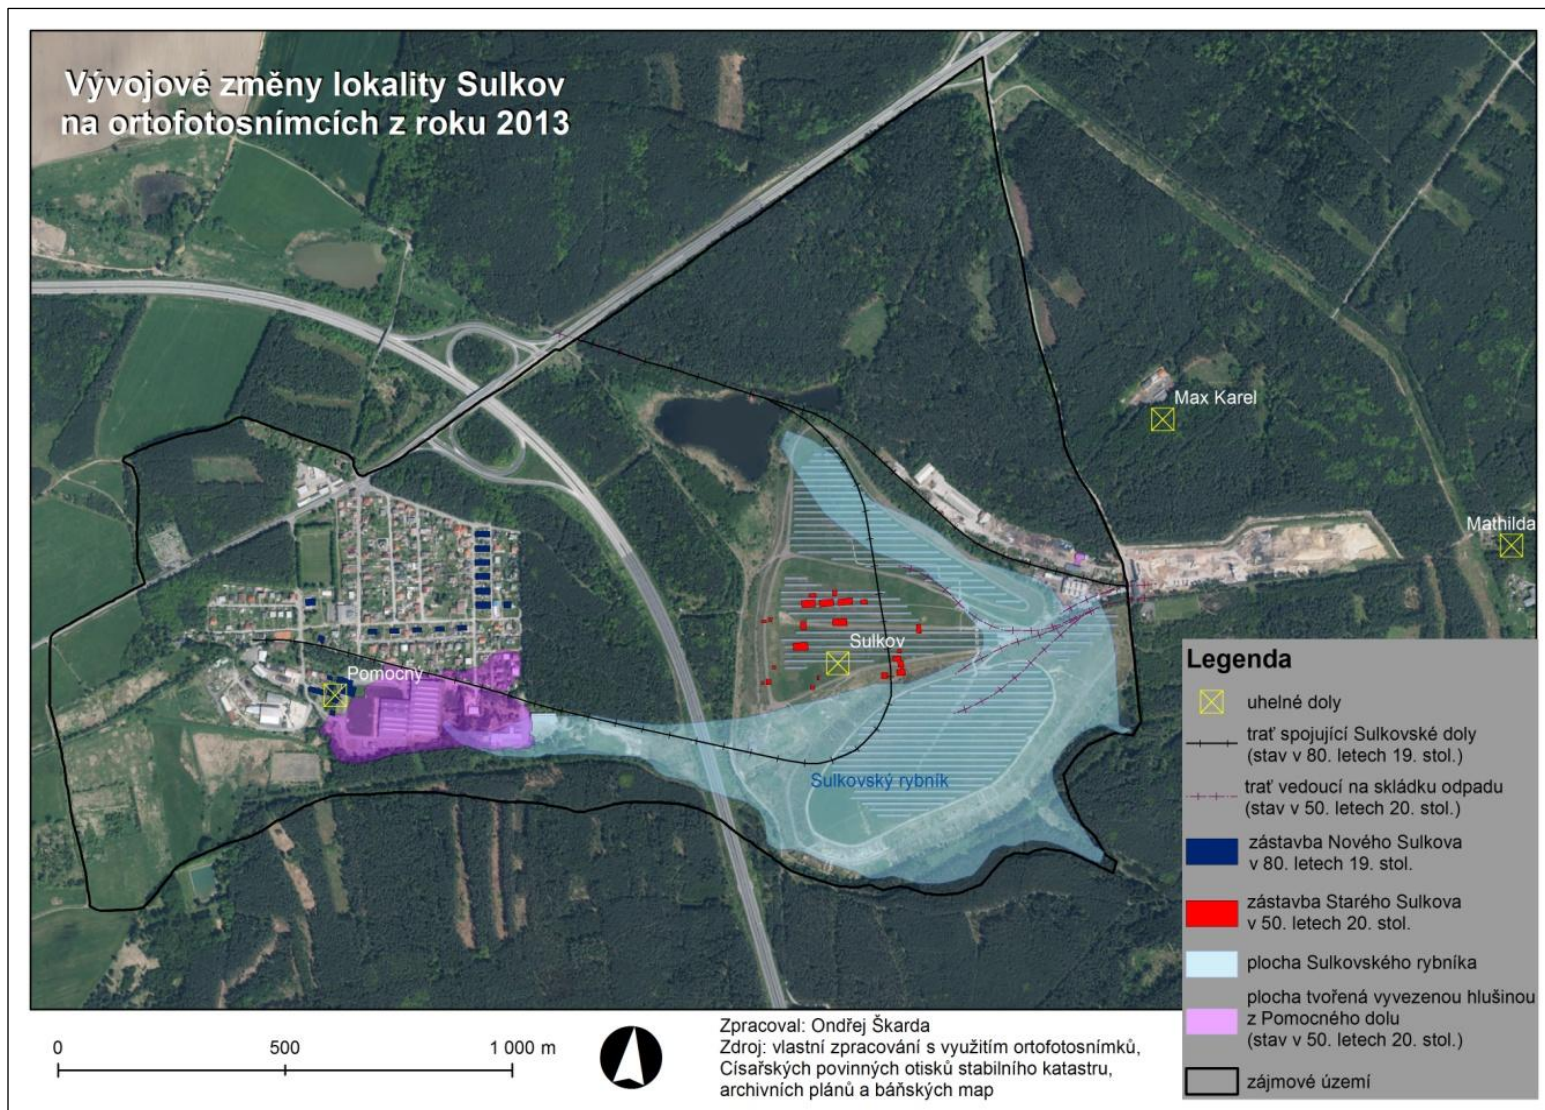 Vývojové změny lokality Sulkov
na ortofotosnímcích z roku 2013
Max Karel
Mathilda
Sulkov
Pomocný
Sulkovský rybník
Legenda
uhelné doly
trať spojující Sulkovské doly
(stav v 80. letech 19. stol.)
trať vedoucí na skládku odpadu
(stav v 50. letech 20. stol.)
zástavba Nového Sulkova
v 80. letech 19. stol.
zástavba Starého Sulkova
v 50. letech 20. stol.
plocha Sulkovského rybníka
plocha tvořená vyvezenou hlušinou
z Pomocného dolu
(stav v 50. letech 20. stol.)
zájmové území
0 500 1 000 m
Zpracoval: Ondřej Škarda
Zdroj: vlastní zpracování s využitím ortofotosnímků,
Císařských povinných otisků stabilního katastru,
archivních plánů a báňských map